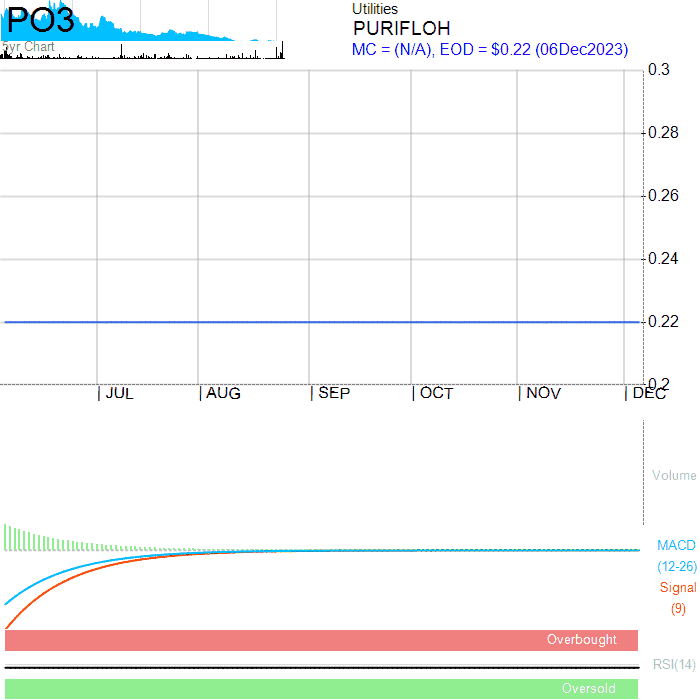 PO3
5yr Chart
Utilities
PURIFLOH
MC = (N/A), EOD = $0.22 (06Dec2023)
0.3
0.28
0.26
0.24
0.22
0.2
| JUL | AUG | SEP | OCT | NOV | DEC
Volume
MACD
(12-26)
Signal
(9)
Overbought
RSI(14)
Oversold